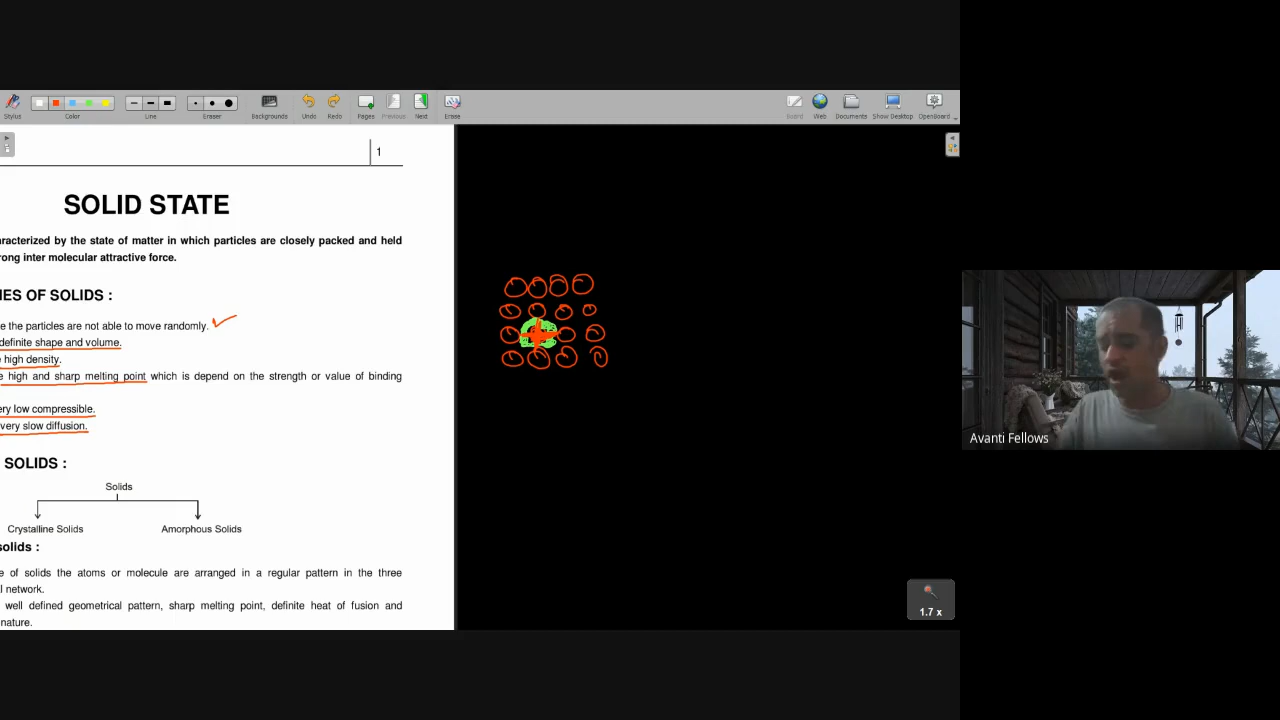 Stylus
Color
Line
Eraser
Backgrounds
Undo
Redo
Pages
Previous
Next
Erase
Board
Web
Documents
Show Desktop
OpenBoard
1
SOLID STATE
aracterized by the state of matter in which particles are closely packed and held
rong inter molecular attractive force.
IES OF SOLIDS :
e the particles are not able to move randomly.
definite shape and volume.
e high density.
e high and sharp melting point which is depend on the strength or value of binding
ery low compressible.
very slow diffusion.
SOLIDS :
Solids
Crystalline Solids
Amorphous Solids
solids :
e of solids the atoms or molecule are arranged in a regular pattern in the three
l network.
well defined geometrical pattern, sharp melting point, definite heat of fusion and
nature.
1.7 x
Avanti Fellows